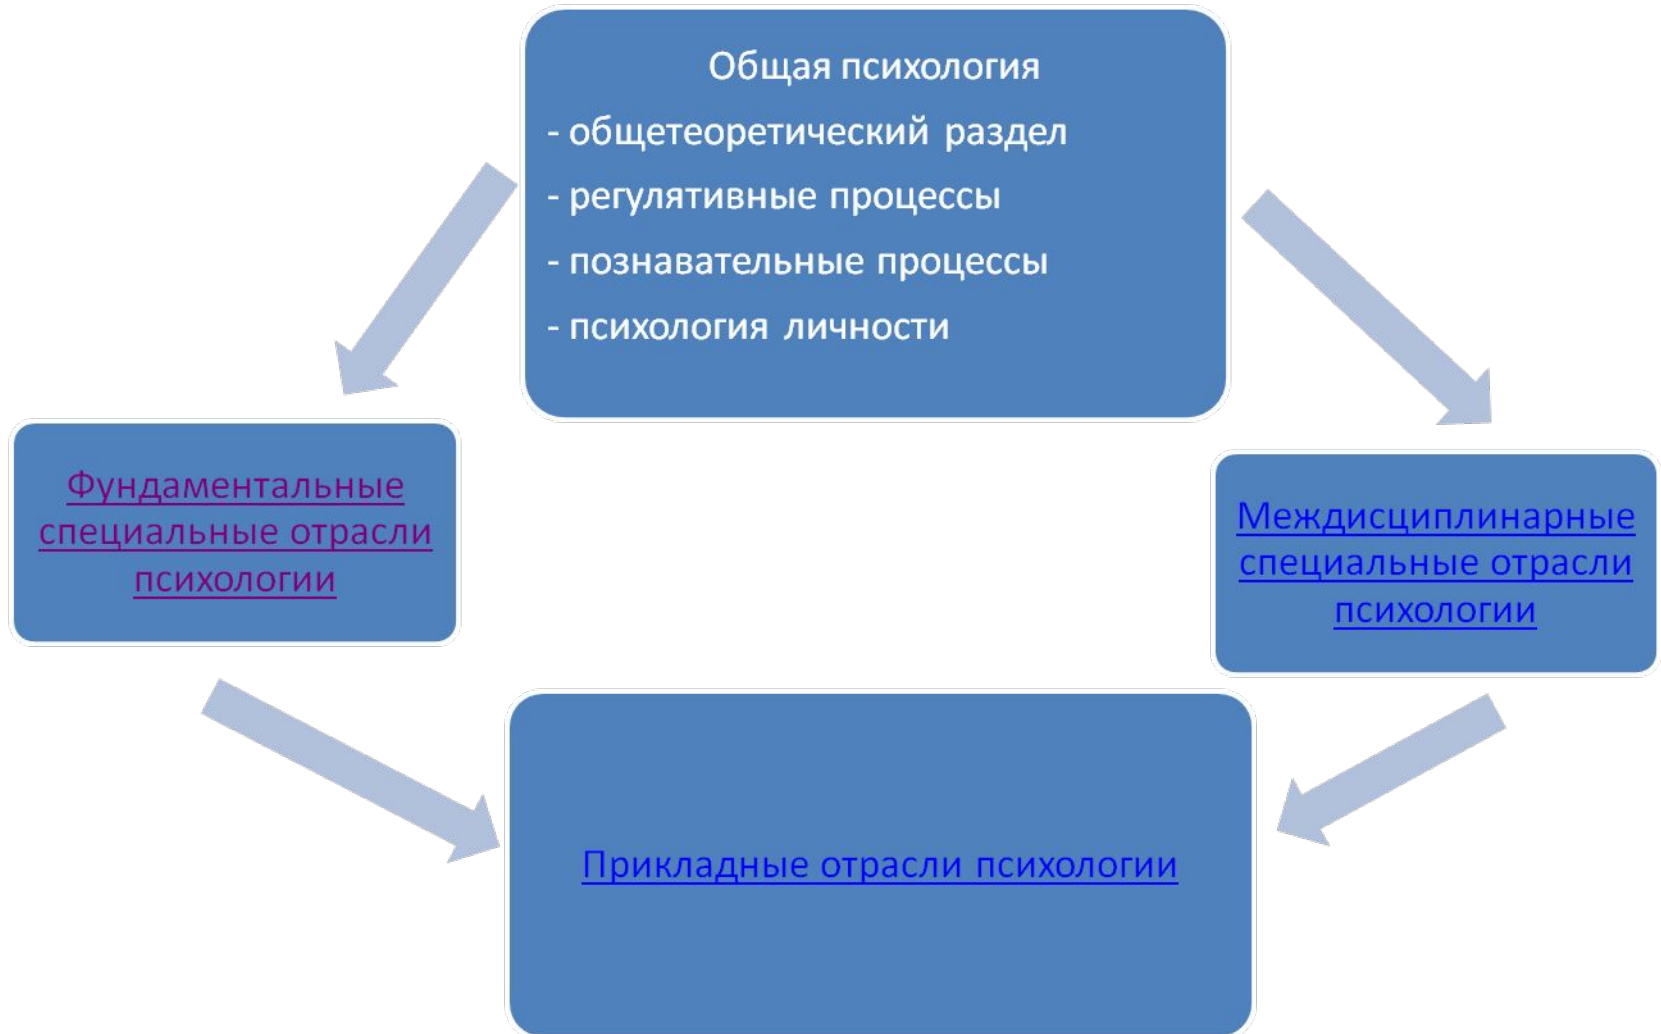 Общая психология
- общетеоретический раздел
- регулятивные процессы
- познавательные процессы
- психология личности
Фундаментальные
специальные отрасли
психологии
Междисциплинарные
специальные отрасли
психологии
Прикладные отрасли психологии